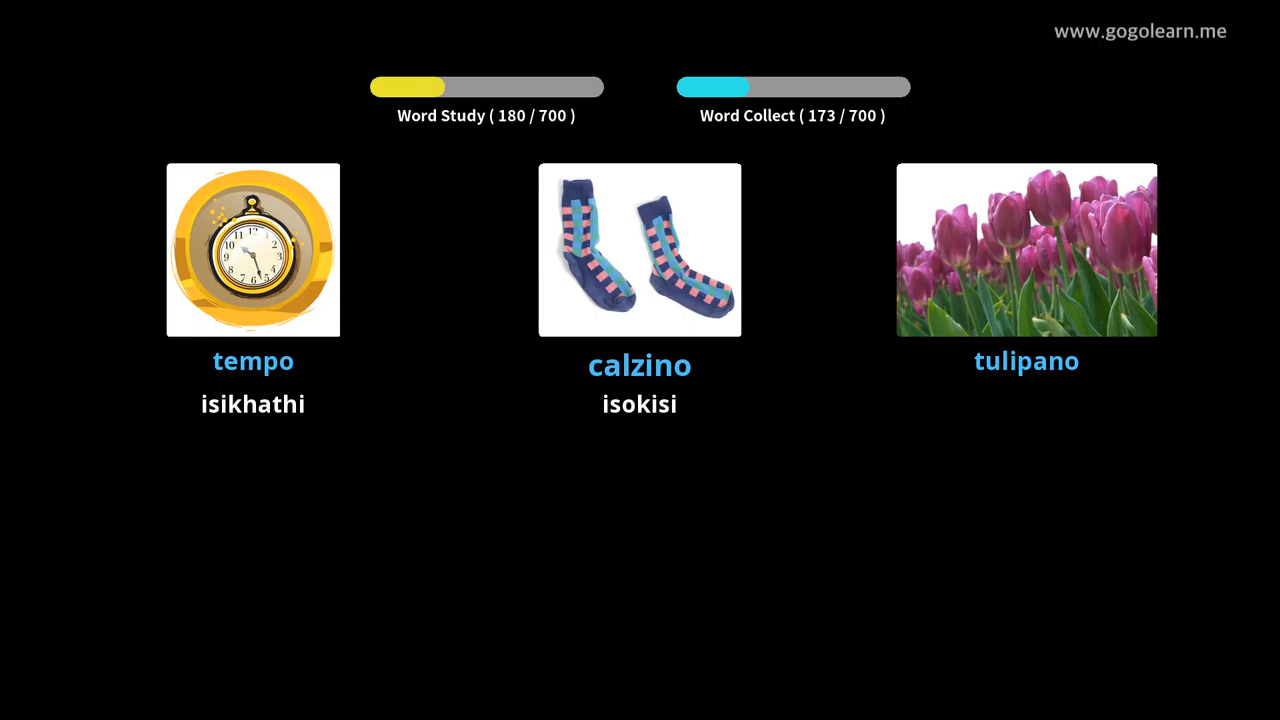 www.gogolearn.me
Word Study ( 180 / 700 )
Word Collect ( 173 / 700 )
tempo
isikhathi
calzino
isokisi
tulipano